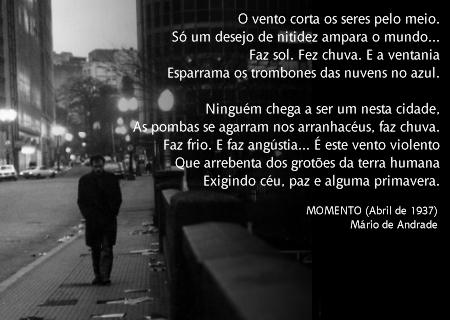 O vento corta os seres pelo meio.
Só um desejo de nitidez ampara o mundo...
Faz sol. Fez chuva. E a ventania
Esparrama os trombones das nuvens no azul.
Ninguém chega a ser um nesta cidade,
As pombas se agarram nos arranhacéus, faz chuva.
Faz frio. E faz angústia... É este vento violento
Que arrebenta dos grotões da terra humana
Exigindo céu, paz e alguma primavera.
MOMENTO (Abril de 1937)
Mário de Andrade